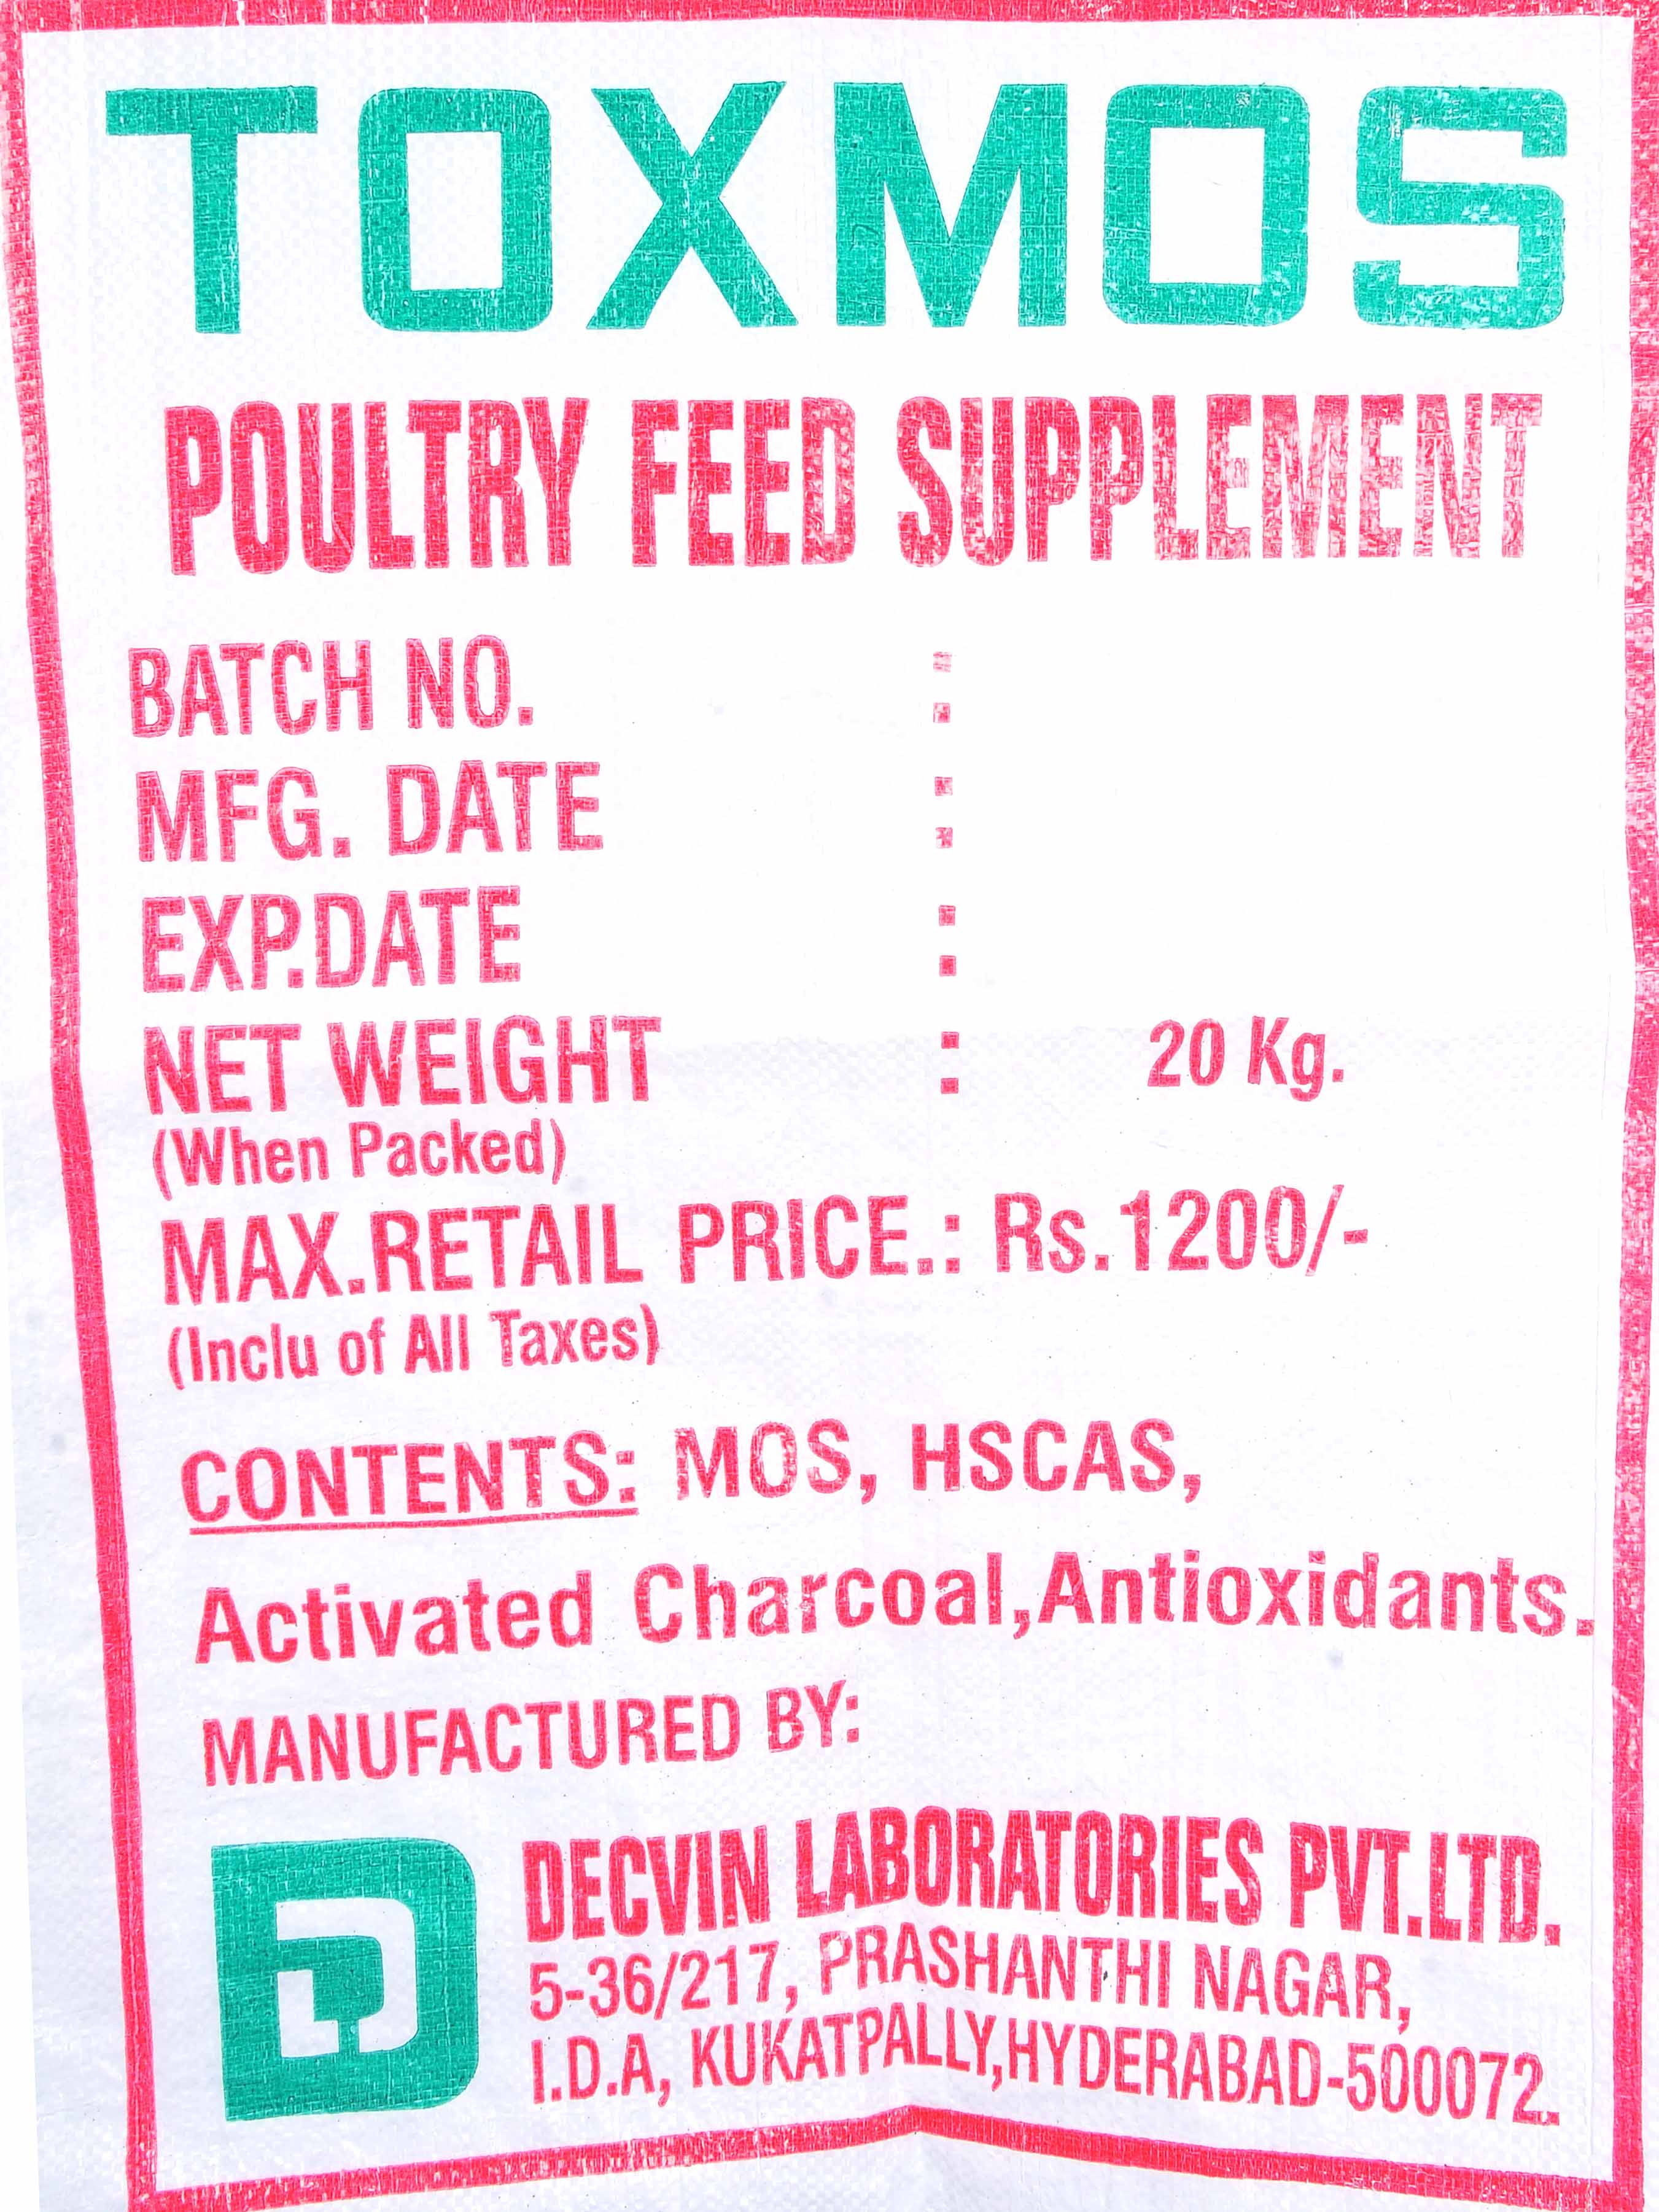 TOXMOS
POULTRY FEED SUPPLEMENT
BATCH NO. :
MFG. DATE :
EXP.DATE :
NET WEIGHT : 20 Kg.
(When Packed)
MAX.RETAIL PRICE.: Rs.1200/-
(Inclu of All Taxes)
CONTENTS: MOS, HSCAS,
Activated Charcoal,Antioxidants.
MANUFACTURED BY:
DECVIN LABORATORIES PVT.LTD.
5-36/217, PRASHANTHI NAGAR,
I.D.A, KUKATPALLY,HYDERABAD-500072.